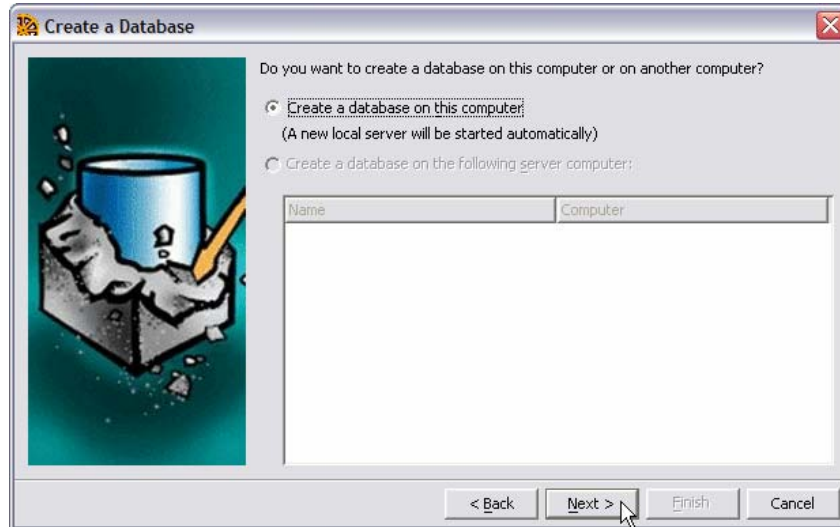 Create a Database
Do you want to create a database on this computer or on another computer?
Create a database on this computer
(A new local server will be started automatically)
Create a database on the following server computer:
Name Computer
< Back Next > Finish Cancel